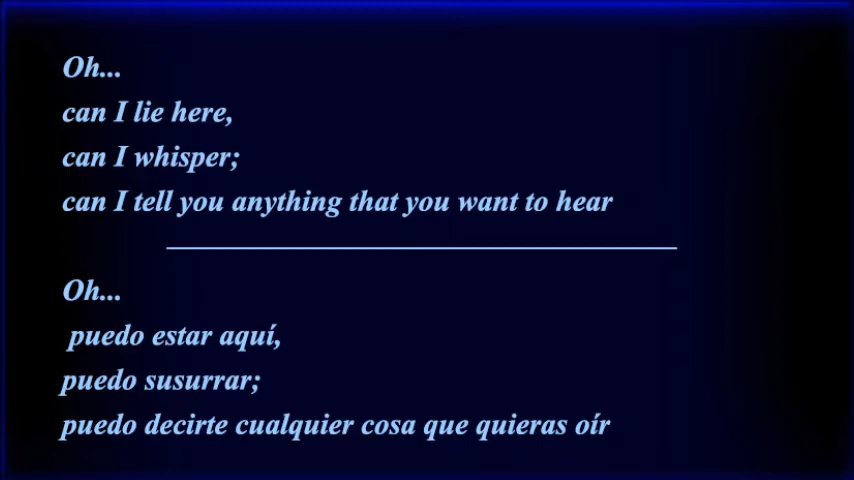 Oh...
can I lie here,
can I whisper;
can I tell you anything that you want to hear
Oh...
puedo estar aquí,
puedo susurrar;
puedo decirte cualquier cosa que quieras oír